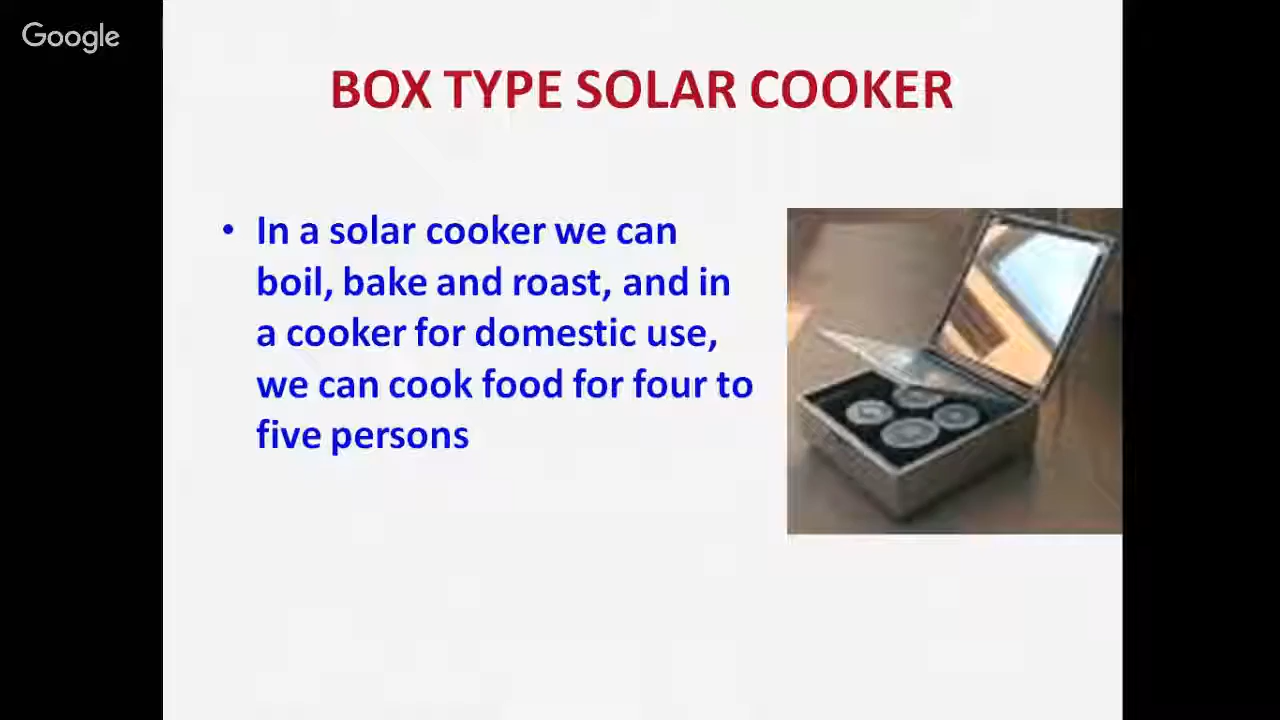 Google
BOX TYPE SOLAR COOKER
• In a solar cooker we can
boil, bake and roast, and in
a cooker for domestic use,
we can cook food for four to
five persons